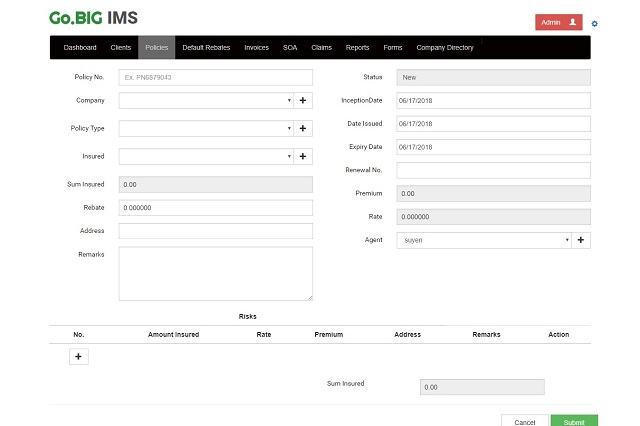 Go.BIG IMS
Admin
Dashboard Clients Policies Default Rebates Invoices SOA Claims Reports Forms Company Directory
Policy No. Ex. PN6879043
Company
Policy Type
Insured
Sum Insured 0.00
Rebate 0.000000
Address
Remarks
Status New
InceptionDate 06/17/2018
Date Issued 06/17/2018
Expiry Date 06/17/2018
Renewal No.
Premium 0.00
Rate 0.000000
Agent suyen
Risks
No. Amount Insured Rate Premium Address Remarks Action
Sum Insured 0.00
Cancel Submit